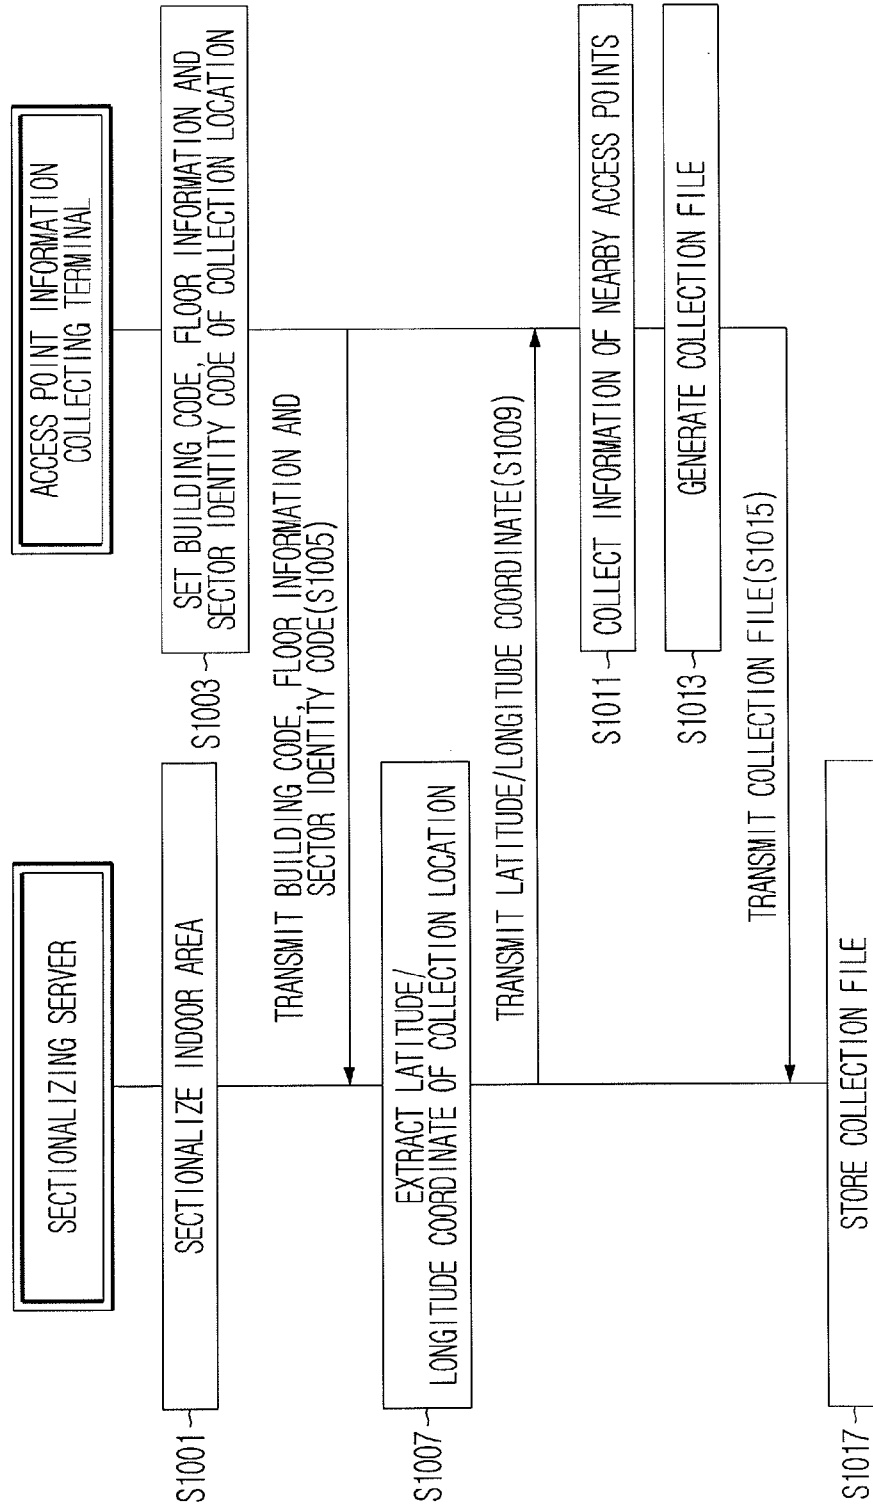 SECTIONALIZING SERVER
ACCESS POINT INFORMATION
COLLECTING TERMINAL
S1001
SECTIONALIZE INDOOR AREA
S1003
SET BUILDING CODE, FLOOR INFORMATION AND
SECTOR IDENTITY CODE OF COLLECTION LOCATION
TRANSMIT BUILDING CODE, FLOOR INFORMATION AND
SECTOR IDENTITY CODE(S1005)
S1007
EXTRACT LATITUDE/
LONGITUDE COORDINATE OF COLLECTION LOCATION
TRANSMIT LATITUDE/LONGITUDE COORDINATE(S1009)
S1011
COLLECT INFORMATION OF NEARBY ACCESS POINTS
S1013
GENERATE COLLECTION FILE
TRANSMIT COLLECTION FILE(S1015)
S1017
STORE COLLECTION FILE